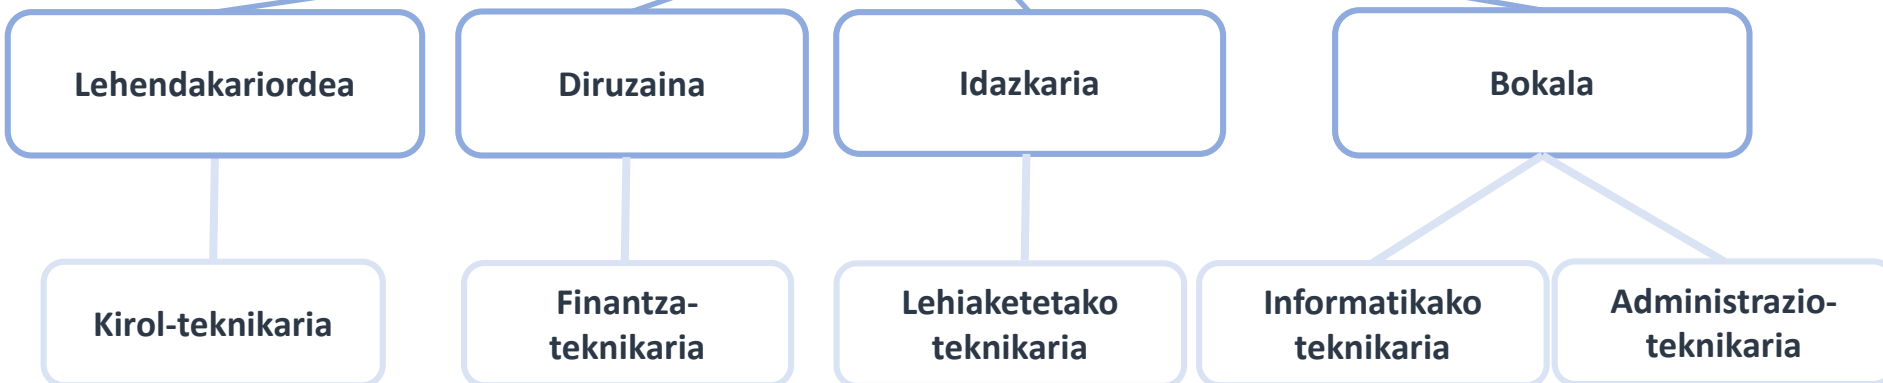 Lehendakariordea
Diruzaina
Idazkaria
Bokala
Kirol-teknikaria
Finantza-
teknikaria
Lehiaketetako
teknikaria
Informatikako
teknikaria
Administrazio-
teknikaria